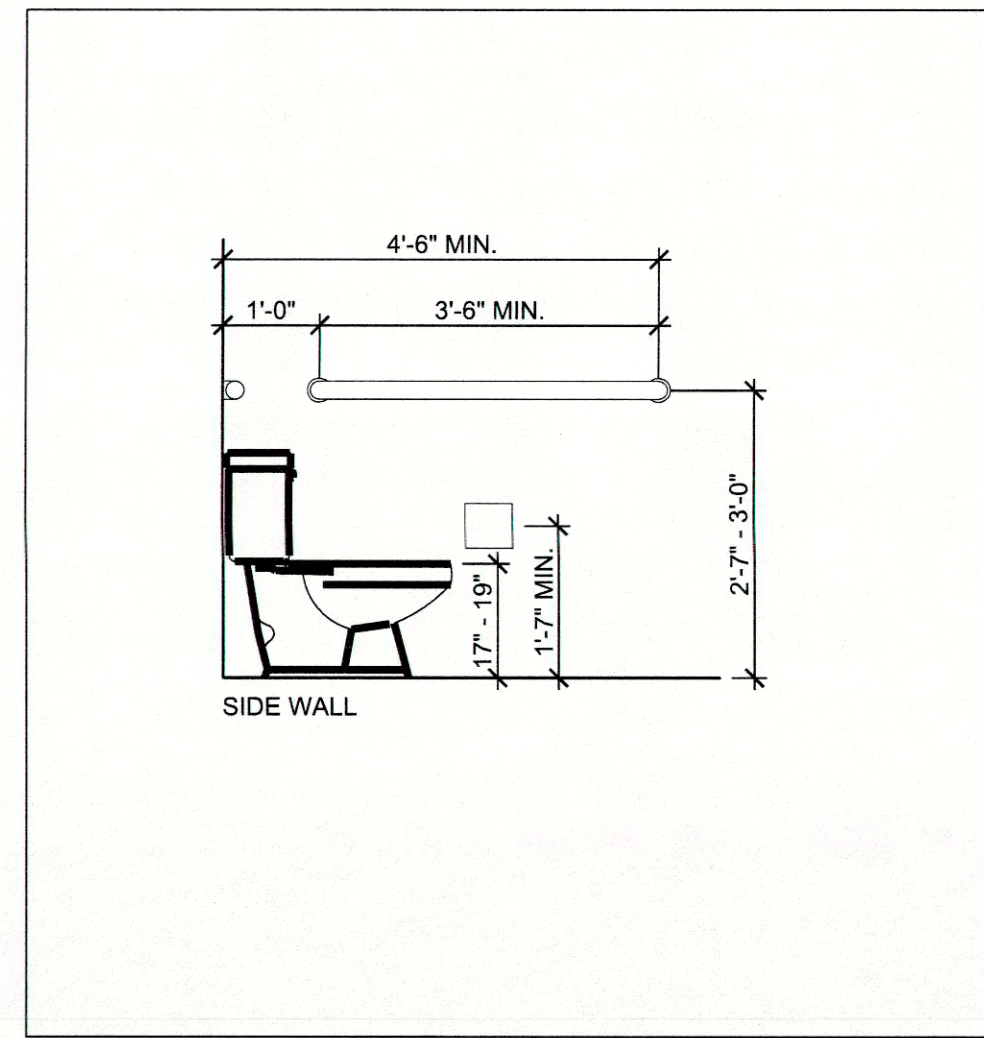 4'-6" MIN.
1'-0"
3'-6" MIN.
17" - 19"
1'-7" MIN.
2'-7" - 3'-0"
SIDE WALL